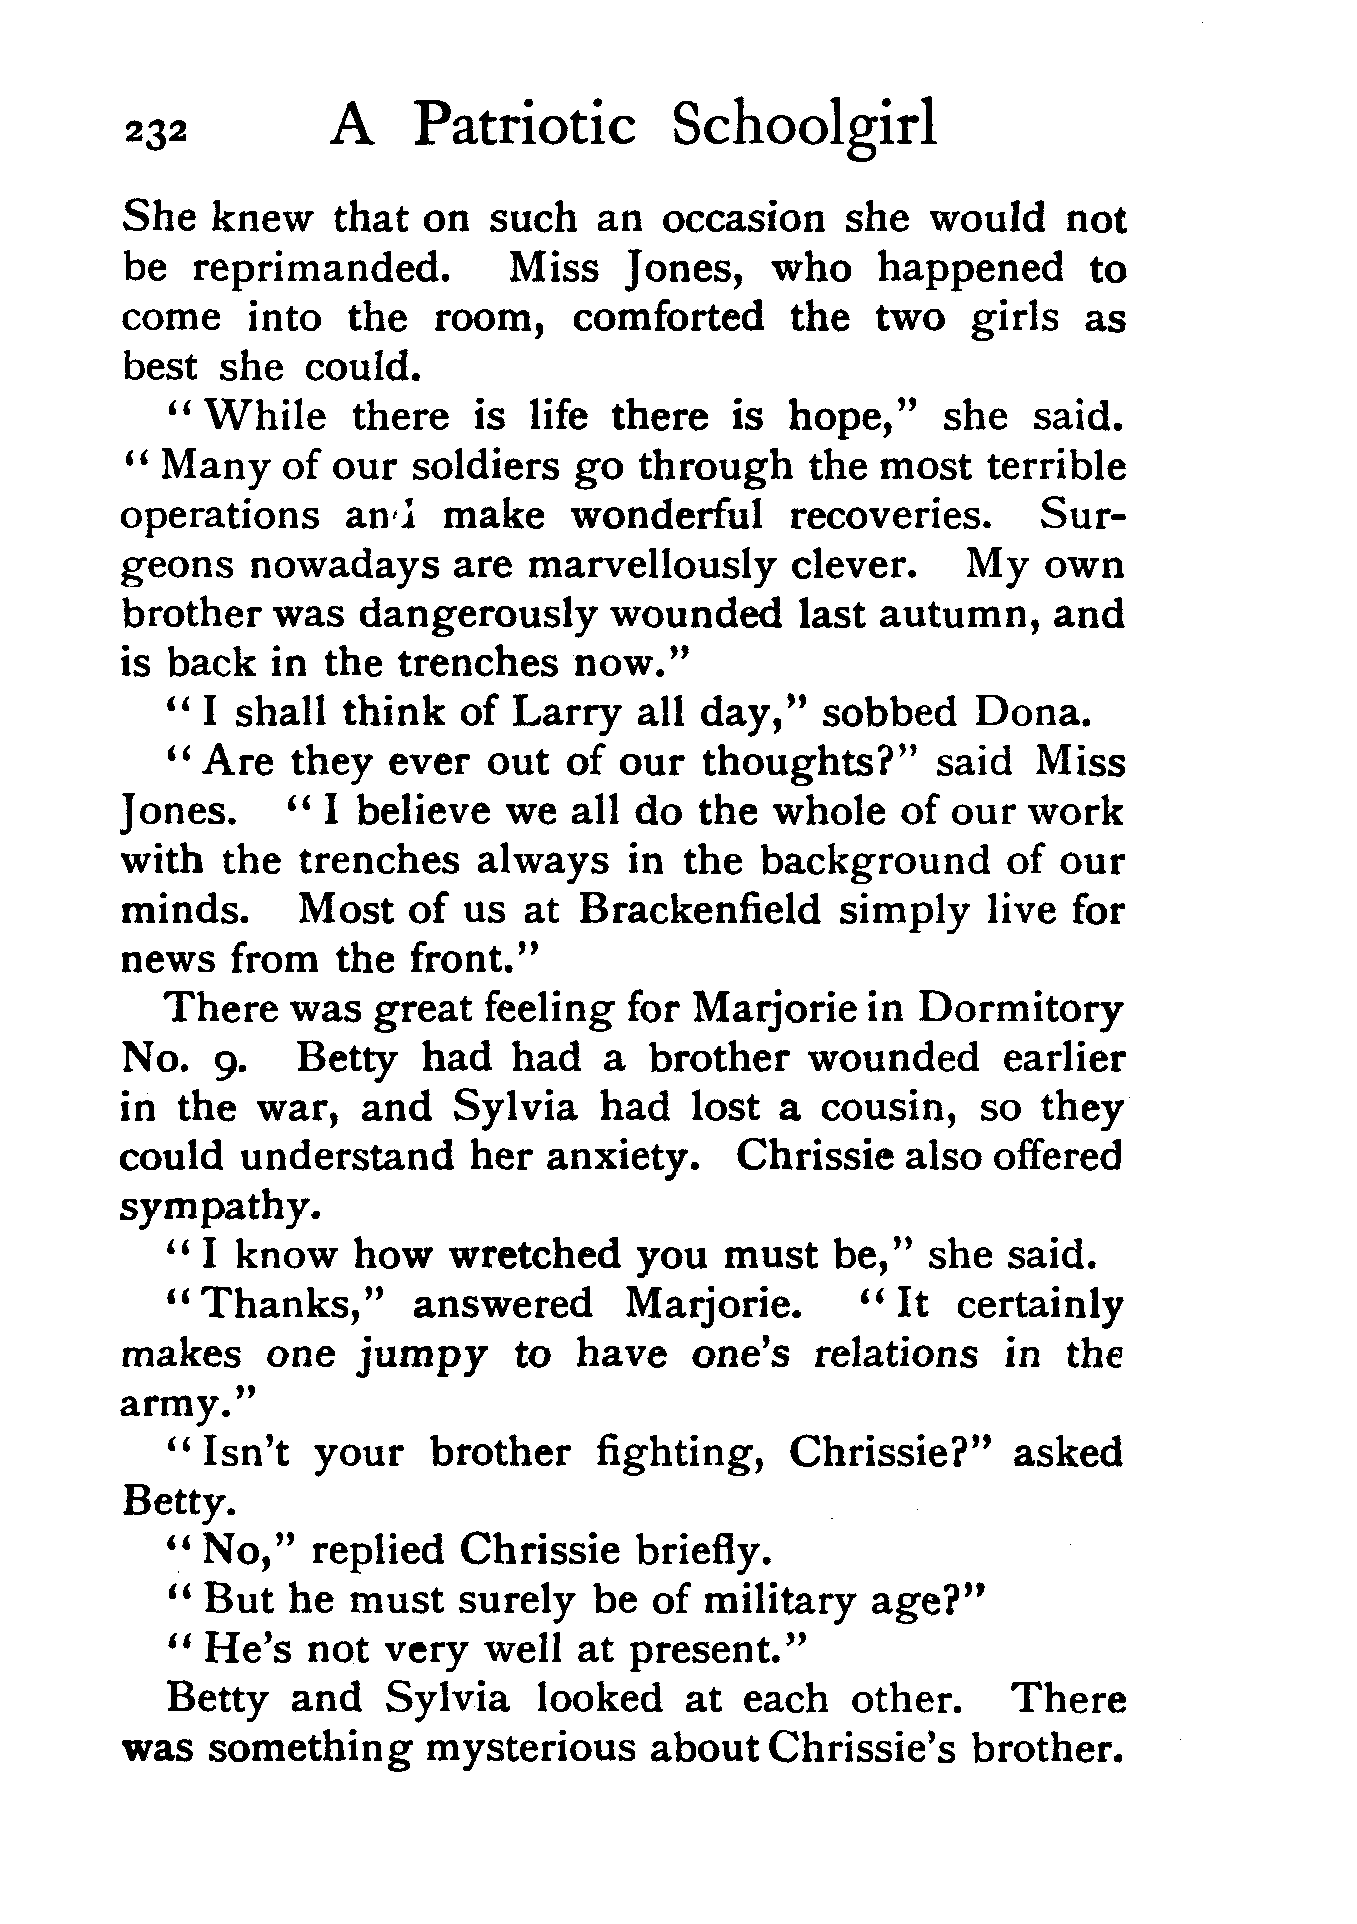 232 A Patriotic Schoolgirl
She knew that on such an occasion she would not
be reprimanded. Miss Jones, who happened to
come into the room, comforted the two girls as
best she could.
"While there is life there is hope," she said.
"Many of our soldiers go through the most terrible
operations and make wonderful recoveries. Sur-
geons nowadays are marvellously clever. My own
brother was dangerously wounded last autumn, and
is back in the trenches now."
"I shall think of Larry all day," sobbed Dona.
"Are they ever out of our thoughts?" said Miss
Jones. "I believe we all do the whole of our work
with the trenches always in the background of our
minds. Most of us at Brackenfield simply live for
news from the front."
There was great feeling for Marjorie in Dormitory
No. 9. Betty had had a brother wounded earlier
in the war, and Sylvia had lost a cousin, so they
could understand her anxiety. Chrissie also offered
sympathy.
"I know how wretched you must be," she said.
"Thanks," answered Marjorie. "It certainly
makes one jumpy to have one's relations in the
army."
"Isn't your brother fighting, Chrissie?" asked
Betty.
"No," replied Chrissie briefly.
"But he must surely be of military age?"
"He's not very well at present."
Betty and Sylvia looked at each other. There
was something mysterious about Chrissie's brother.